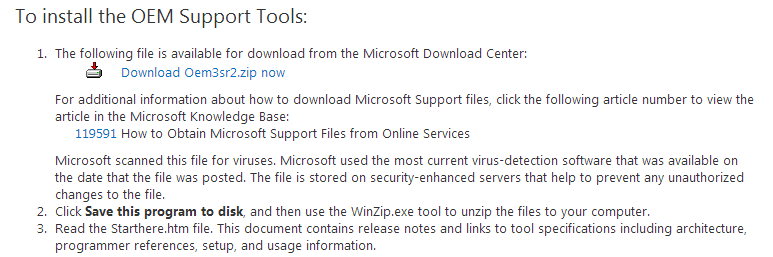 To install the OEM Support Tools:
1. The following file is available for download from the Microsoft Download Center:
Download Oem3sr2.zip now
For additional information about how to download Microsoft Support files, click the following article number to view the
article in the Microsoft Knowledge Base:
119591 How to Obtain Microsoft Support Files from Online Services
Microsoft scanned this file for viruses. Microsoft used the most current virus-detection software that was available on
the date that the file was posted. The file is stored on security-enhanced servers that help to prevent any unauthorized
changes to the file.
2. Click Save this program to disk, and then use the WinZip.exe tool to unzip the files to your computer.
3. Read the Starthere.htm file. This document contains release notes and links to tool specifications including architecture,
programmer references, setup, and usage information.